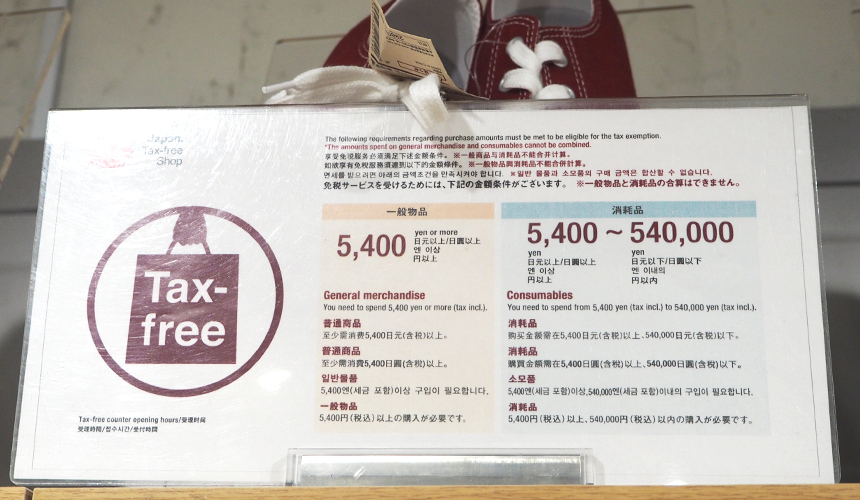 Japan.
Tax-free
Shop
The following requirements regarding purchase amounts must be met to be eligible for the tax exemption.
*The amounts spent on general merchandise and consumables cannot be combined.
享受免税服务必须满足下述金额条件。 ※一般商品与消耗品不能合并计算。
如欲享有免稅服務須達到以下的金額條件。 ※一般物品與消耗品不能合併計算。
면세를 받으려면 아래의 금액조건을 만족시켜야 합니다. ※일반 물품과 소모품의 구매 금액은 합산할 수 없습니다.
免税サービスを受けるためには、下記の金額条件がございます。 ※一般物品と消耗品の合算はできません。
Tax-
free
Tax-free counter opening hours/受理时间
受理時間/접수시간/受付時間
一般物品
5,400
yen or more
日元以上/日圓以上
엔 이상
円以上
General merchandise
You need to spend 5,400 yen or more (tax incl.).
普通商品
至少需消费5,400日元(含税)以上。
普通商品
至少需消費5,400日圓(含稅)以上。
일반물품
5,400엔(세금 포함)이상 구입이 필요합니다.
一般物品
5,400円(税込)以上の購入が必要です。
消耗品
5,400 ~ 540,000
yen
日元以上/日圓以上
엔 이상
円以上
yen
日元以下/日圓以下
엔 이내의
円以内
Consumables
You need to spend from 5,400 yen (tax incl.) to 540,000 yen (tax incl.).
消耗品
购买金额需在5,400日元(含税)以上、540,000日元(含税)以下。
消耗品
購買金額需在5,400日圓(含稅)以上、540,000日圓(含稅)以下。
소모품
5,400엔(세금 포함)이상,540,000엔(세금 포함)이내의 구입이 필요합니다.
消耗品
5,400円(税込)以上、540,000円(税込)以内の購入が必要です。